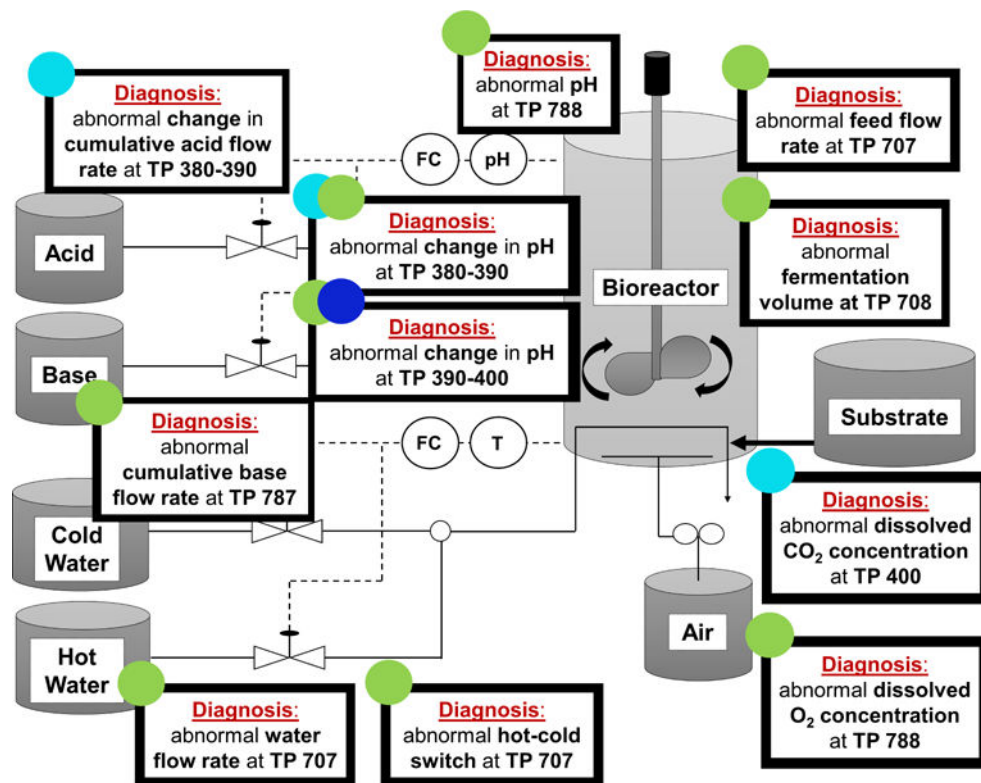 Diagnosis:
abnormal change in
cumulative acid flow
rate at TP 380-390
Diagnosis:
abnormal pH
at TP 788
Diagnosis:
abnormal feed flow
rate at TP 707
FC
pH
Acid
Diagnosis:
abnormal change in pH
at TP 380-390
Bioreactor
Diagnosis:
abnormal
fermentation
volume at TP 708
Base
Diagnosis:
abnormal change in pH
at TP 390-400
Substrate
Diagnosis:
abnormal
cumulative base
flow rate at TP 787
FC
T
Cold
Water
Diagnosis:
abnormal dissolved
CO₂ concentration
at TP 400
Air
Hot
Water
Diagnosis:
abnormal water
flow rate at TP 707
Diagnosis:
abnormal hot-cold
switch at TP 707
Diagnosis:
abnormal dissolved
O₂ concentration
at TP 788